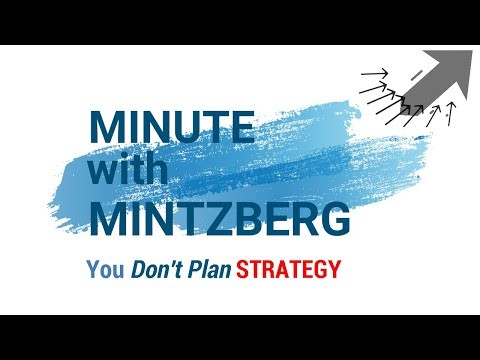 MINUTE
with
MINTZBERG
You Don't Plan STRATEGY